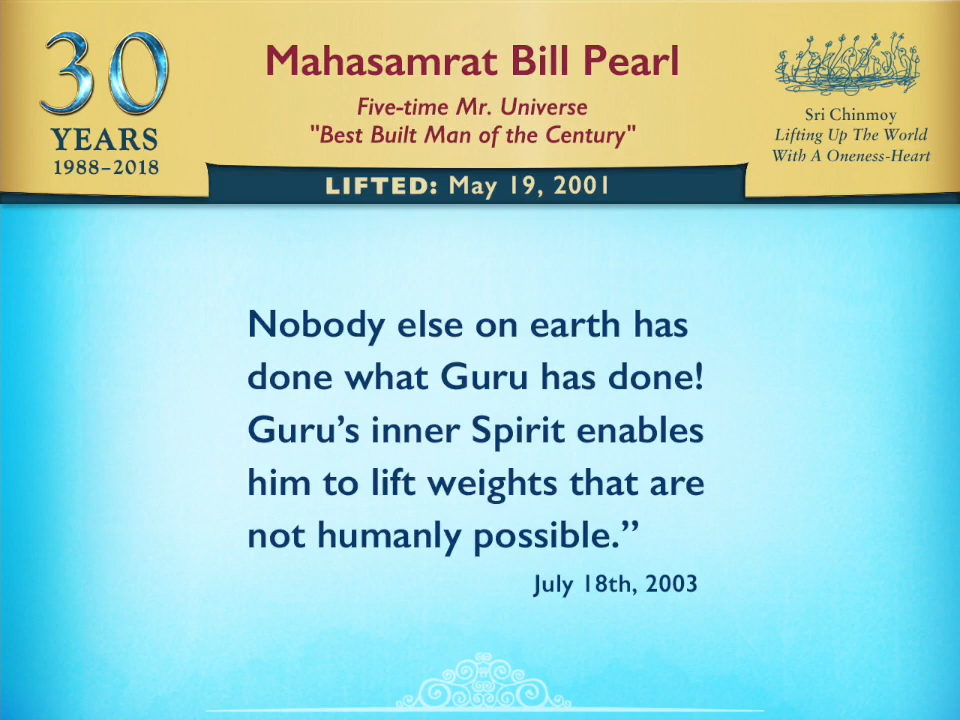 30
YEARS
1988–2018
Mahasamrat Bill Pearl
Five-time Mr. Universe
"Best Built Man of the Century"
Sri Chinmoy
Lifting Up The World
With A Oneness-Heart
LIFTED: May 19, 2001
Nobody else on earth has
done what Guru has done!
Guru’s inner Spirit enables
him to lift weights that are
not humanly possible.”
July 18th, 2003